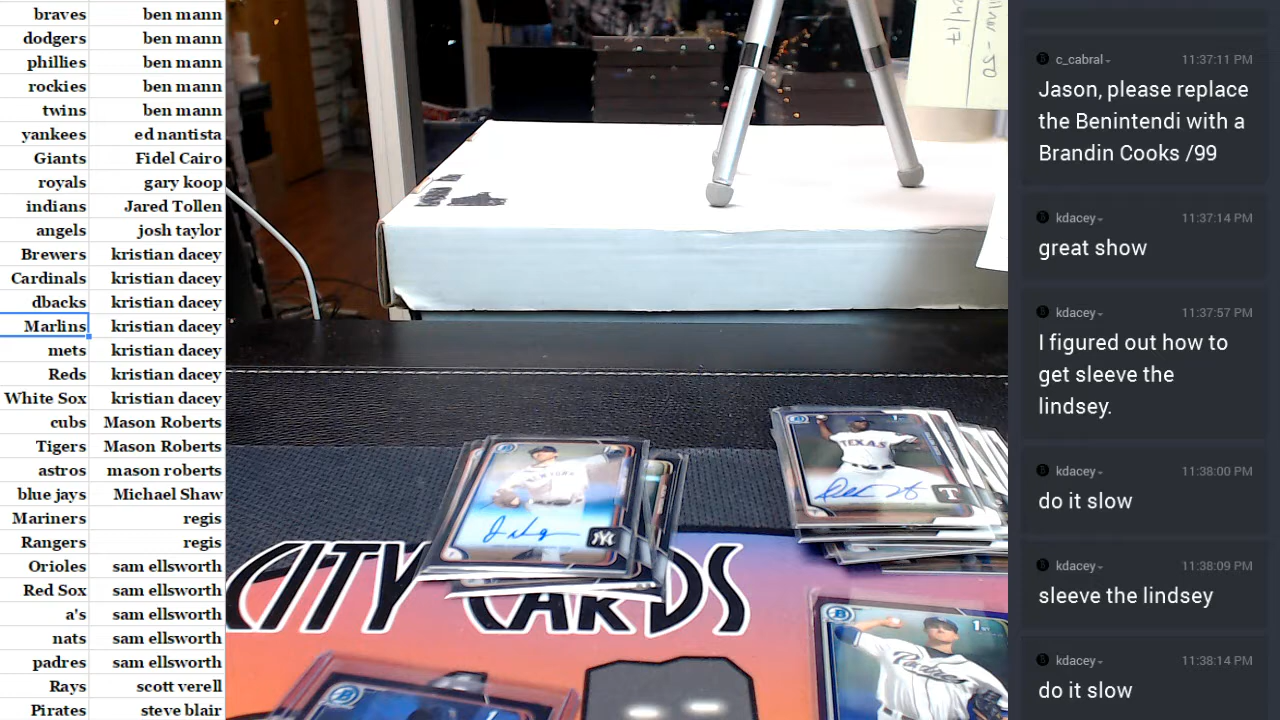 braves ben mann
dodgers ben mann
phillies ben mann
rockies ben mann
twins ben mann
yankees ed nantista
Giants Fidel Cairo
royals gary koop
indians Jared Tollen
angels josh taylor
Brewers kristian dacey
Cardinals kristian dacey
dbacks kristian dacey
Marlins kristian dacey
mets kristian dacey
Reds kristian dacey
White Sox kristian dacey
cubs Mason Roberts
Tigers Mason Roberts
astros mason roberts
blue jays Michael Shaw
Mariners regis
Rangers regis
Orioles sam ellsworth
Red Sox sam ellsworth
a's sam ellsworth
nats sam ellsworth
padres sam ellsworth
Rays scott verell
Pirates steve blair
TEXAS
T
NY
CITY CARDS
1st
Padres
c_cabral 11:37:11 PM
Jason, please replace
the Benintendi with a
Brandin Cooks /99
kdacey 11:37:14 PM
great show
kdacey 11:37:57 PM
I figured out how to
get sleeve the
lindsey.
kdacey 11:38:00 PM
do it slow
kdacey 11:38:09 PM
sleeve the lindsey
kdacey 11:38:14 PM
do it slow